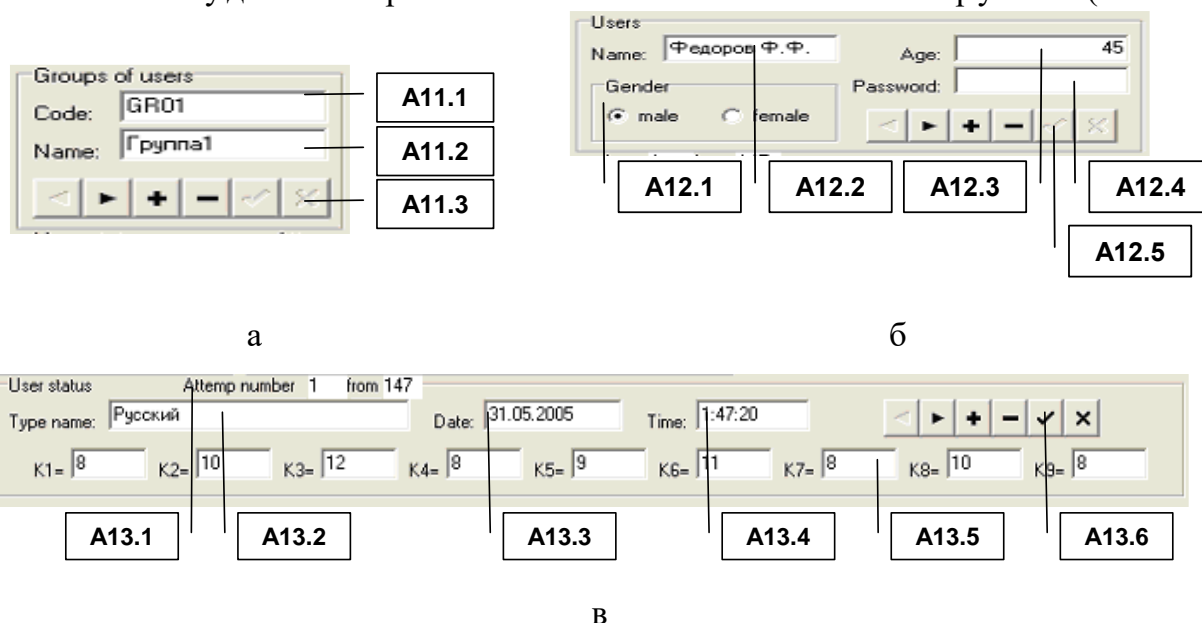 Groups of users
Code: GR01
Name: Группа1
A11.1
A11.2
A11.3
Users
Name: Федоров Ф.Ф.
Age: 45
Gender
male female
Password:
A12.1 A12.2 A12.3 A12.4
A12.5
а б
User status Attemp number 1 from 147
Type name: Русский Date: 31.05.2005 Time: 1:47:20
K1= 8 K2= 10 K3= 12 K4= 8 K5= 9 K6= 11 K7= 8 K8= 10 K9= 8
A13.1 A13.2 A13.3 A13.4 A13.5 A13.6
в